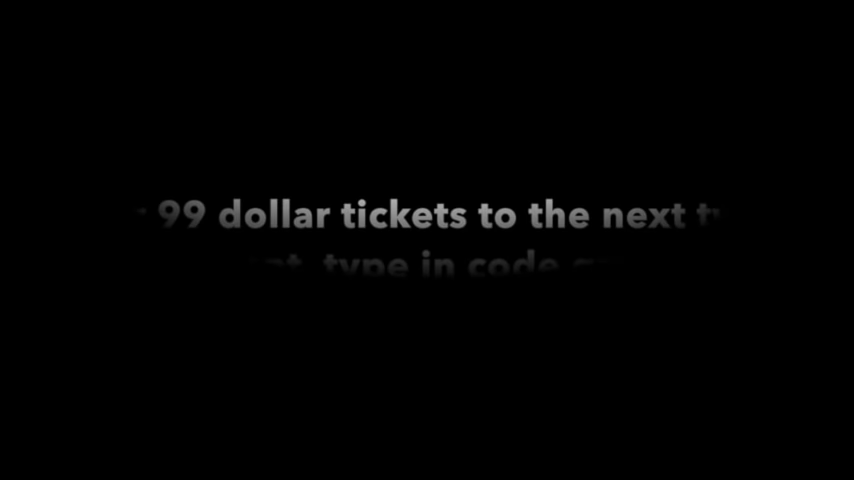 99 dollar tickets to the next
type in code